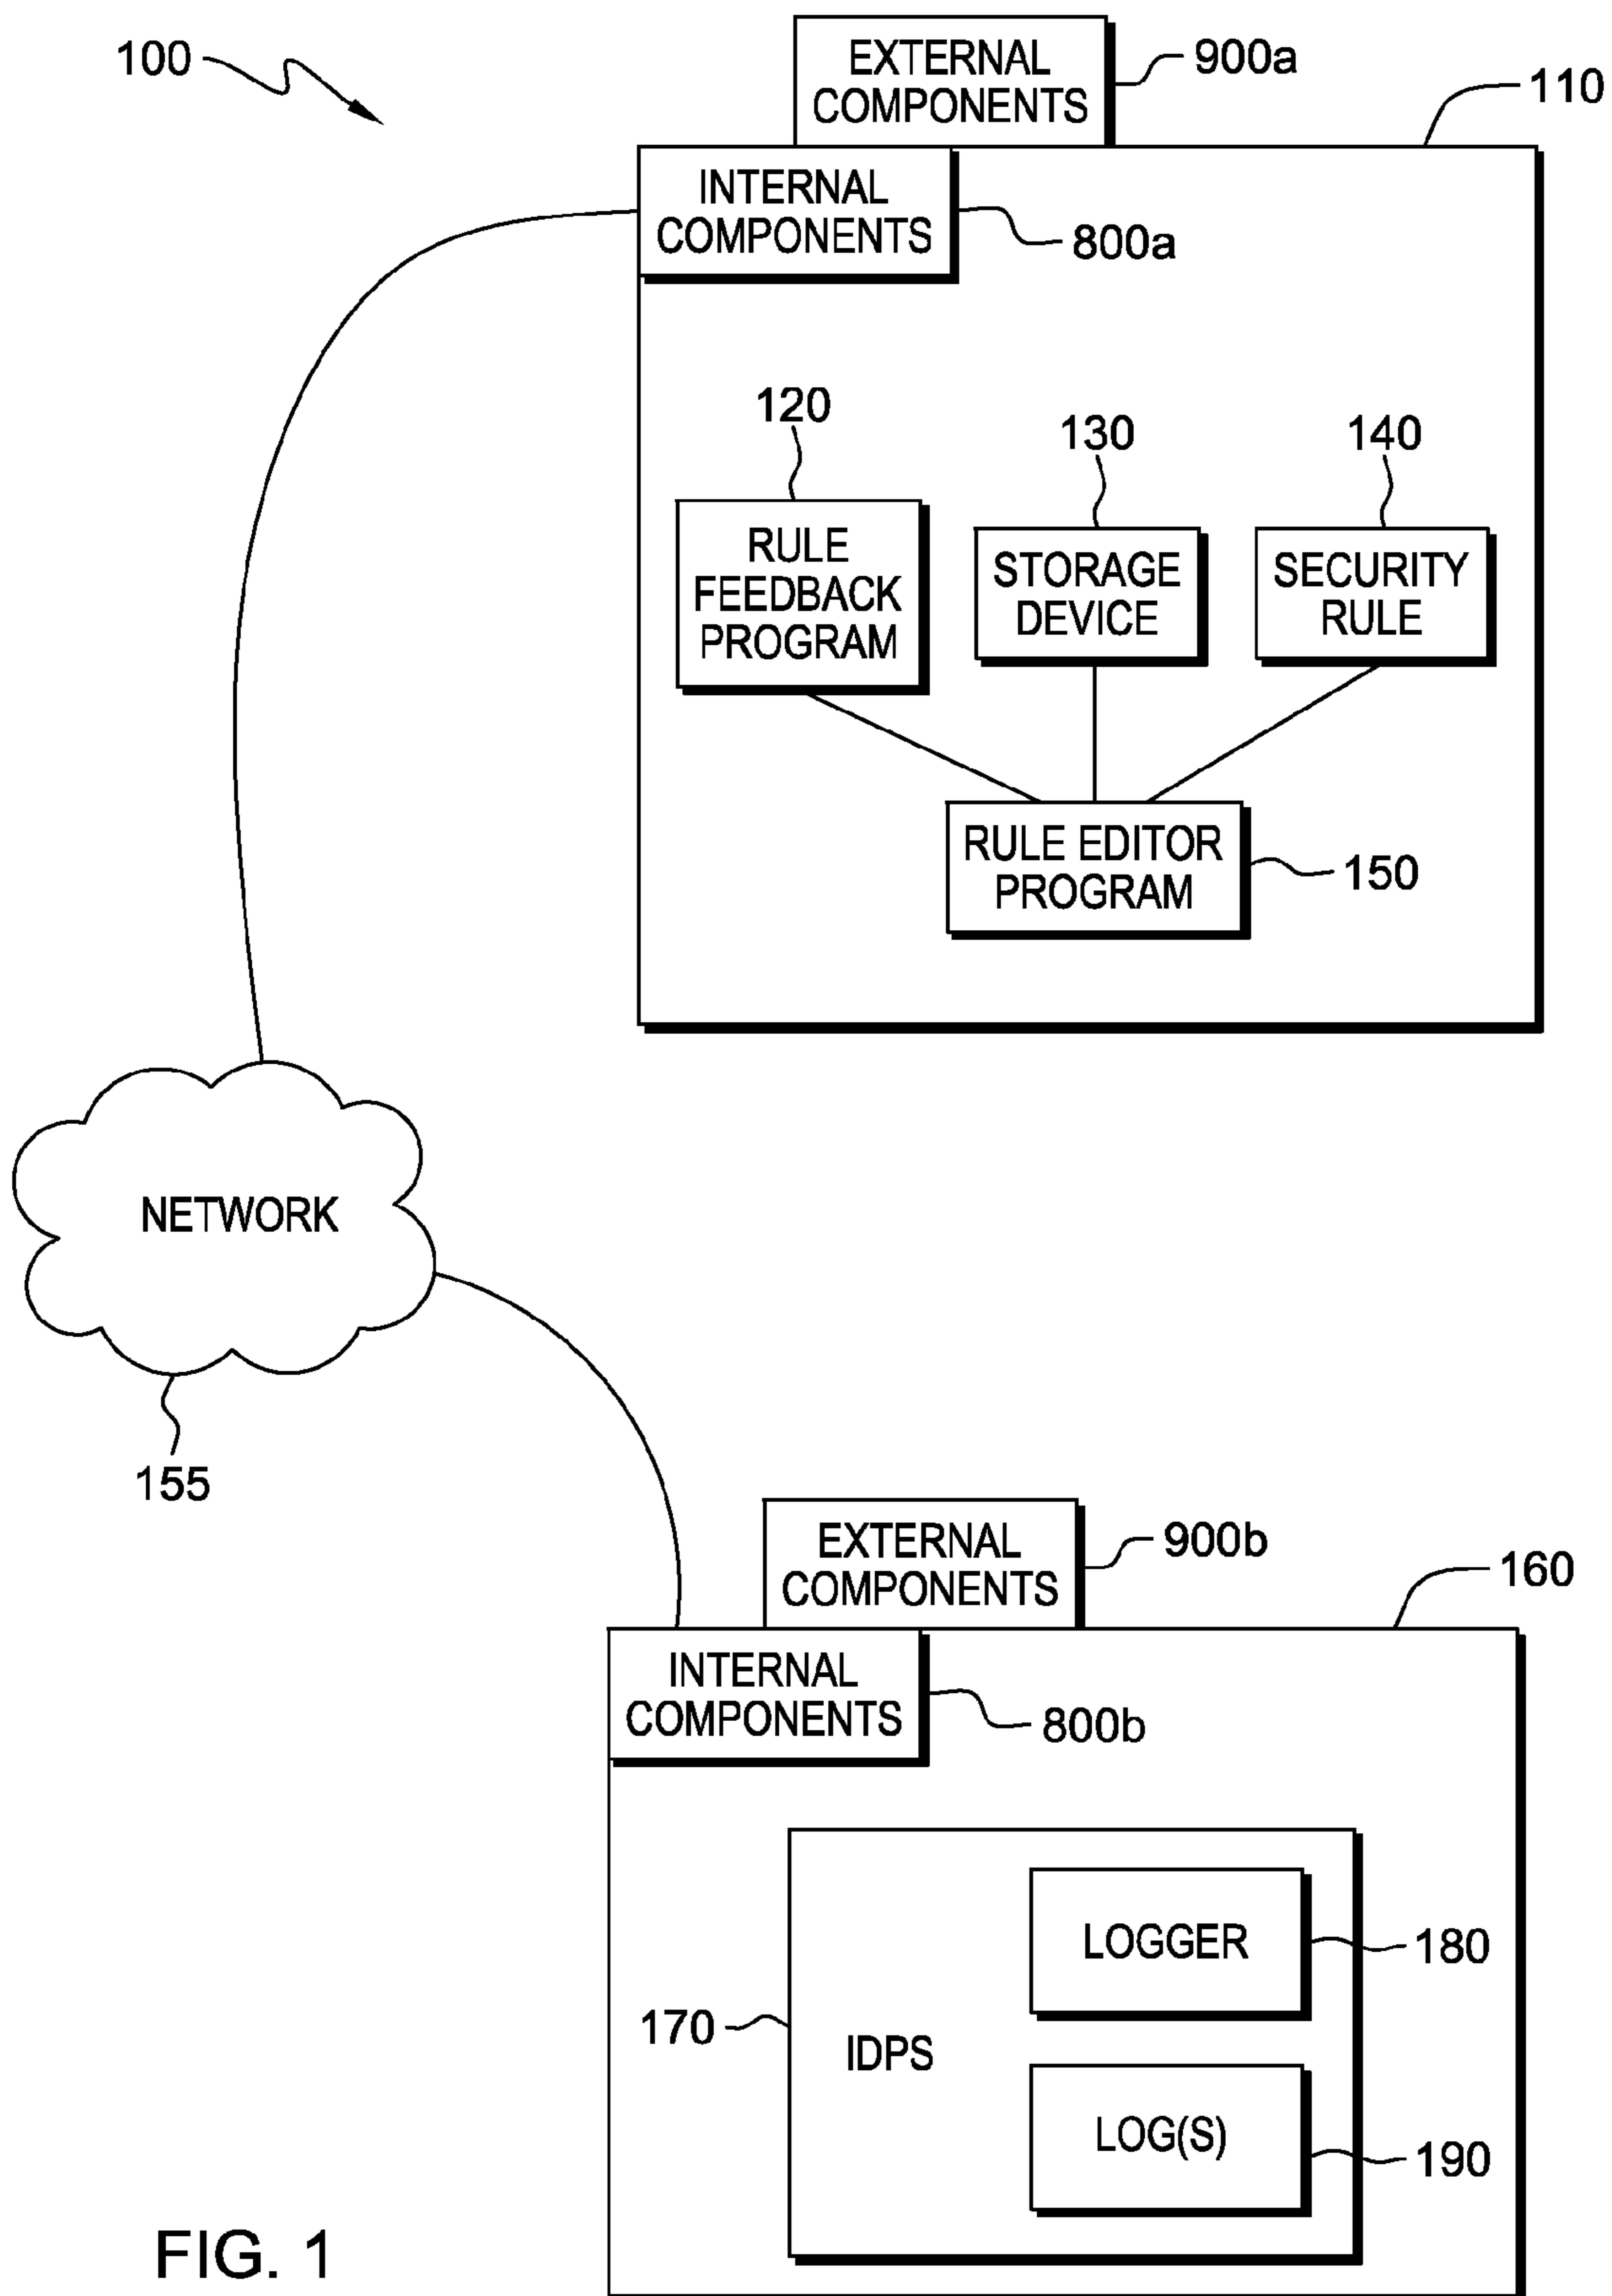 100
EXTERNAL
COMPONENTS
900a
110
INTERNAL
COMPONENTS
800a
120
130
140
RULE
FEEDBACK
PROGRAM
STORAGE
DEVICE
SECURITY
RULE
RULE EDITOR
PROGRAM
150
NETWORK
155
EXTERNAL
COMPONENTS
900b
160
INTERNAL
COMPONENTS
800b
LOGGER
180
170
IDPS
LOG(S)
190
FIG. 1